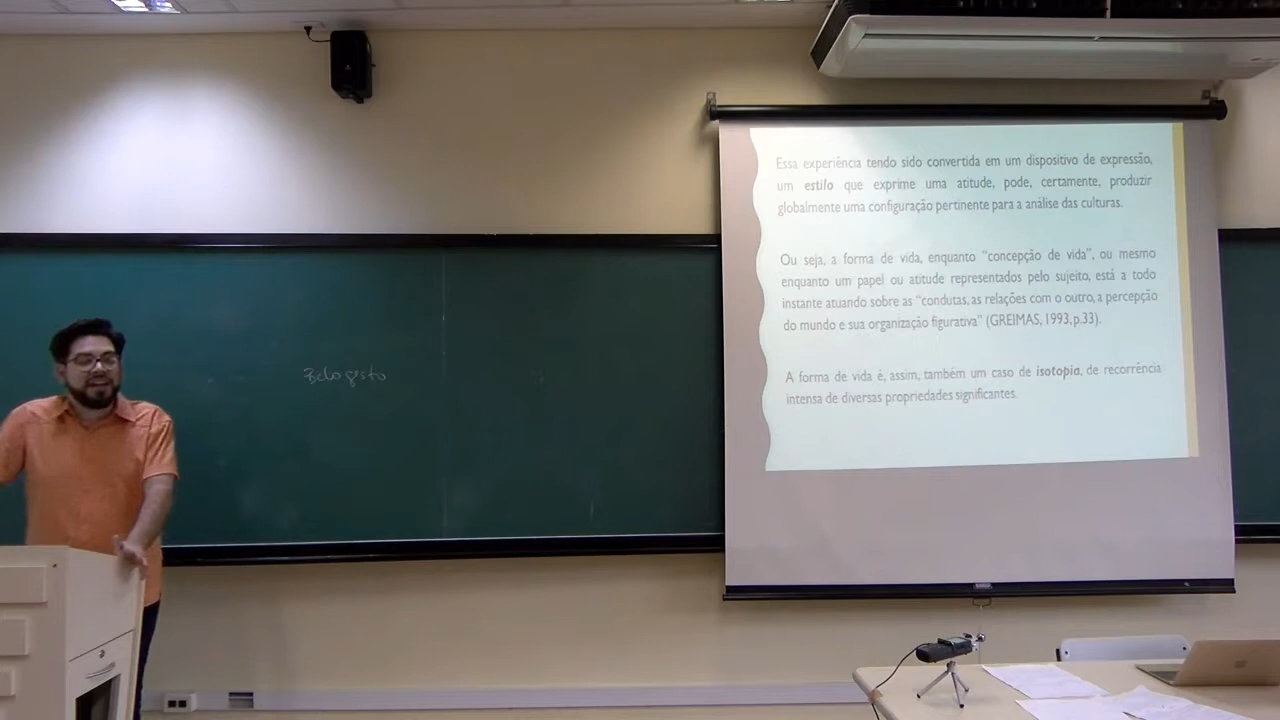 Belo gesto
Essa experiência tendo sido convertida em um dispositivo de expressão,
um estilo que exprime uma atitude, pode, certamente, produzir
globalmente uma configuração pertinente para a análise das culturas.
Ou seja, a forma de vida, enquanto “concepção de vida”, ou mesmo
enquanto um papel ou atitude representados pelo sujeito, está a todo
instante atuando sobre as “condutas, as relações com o outro, a percepção
do mundo e sua organização figurativa” (GREIMAS, 1993, p.33).
A forma de vida é, assim, também um caso de isotopia, de recorrência
intensa de diversas propriedades significantes.